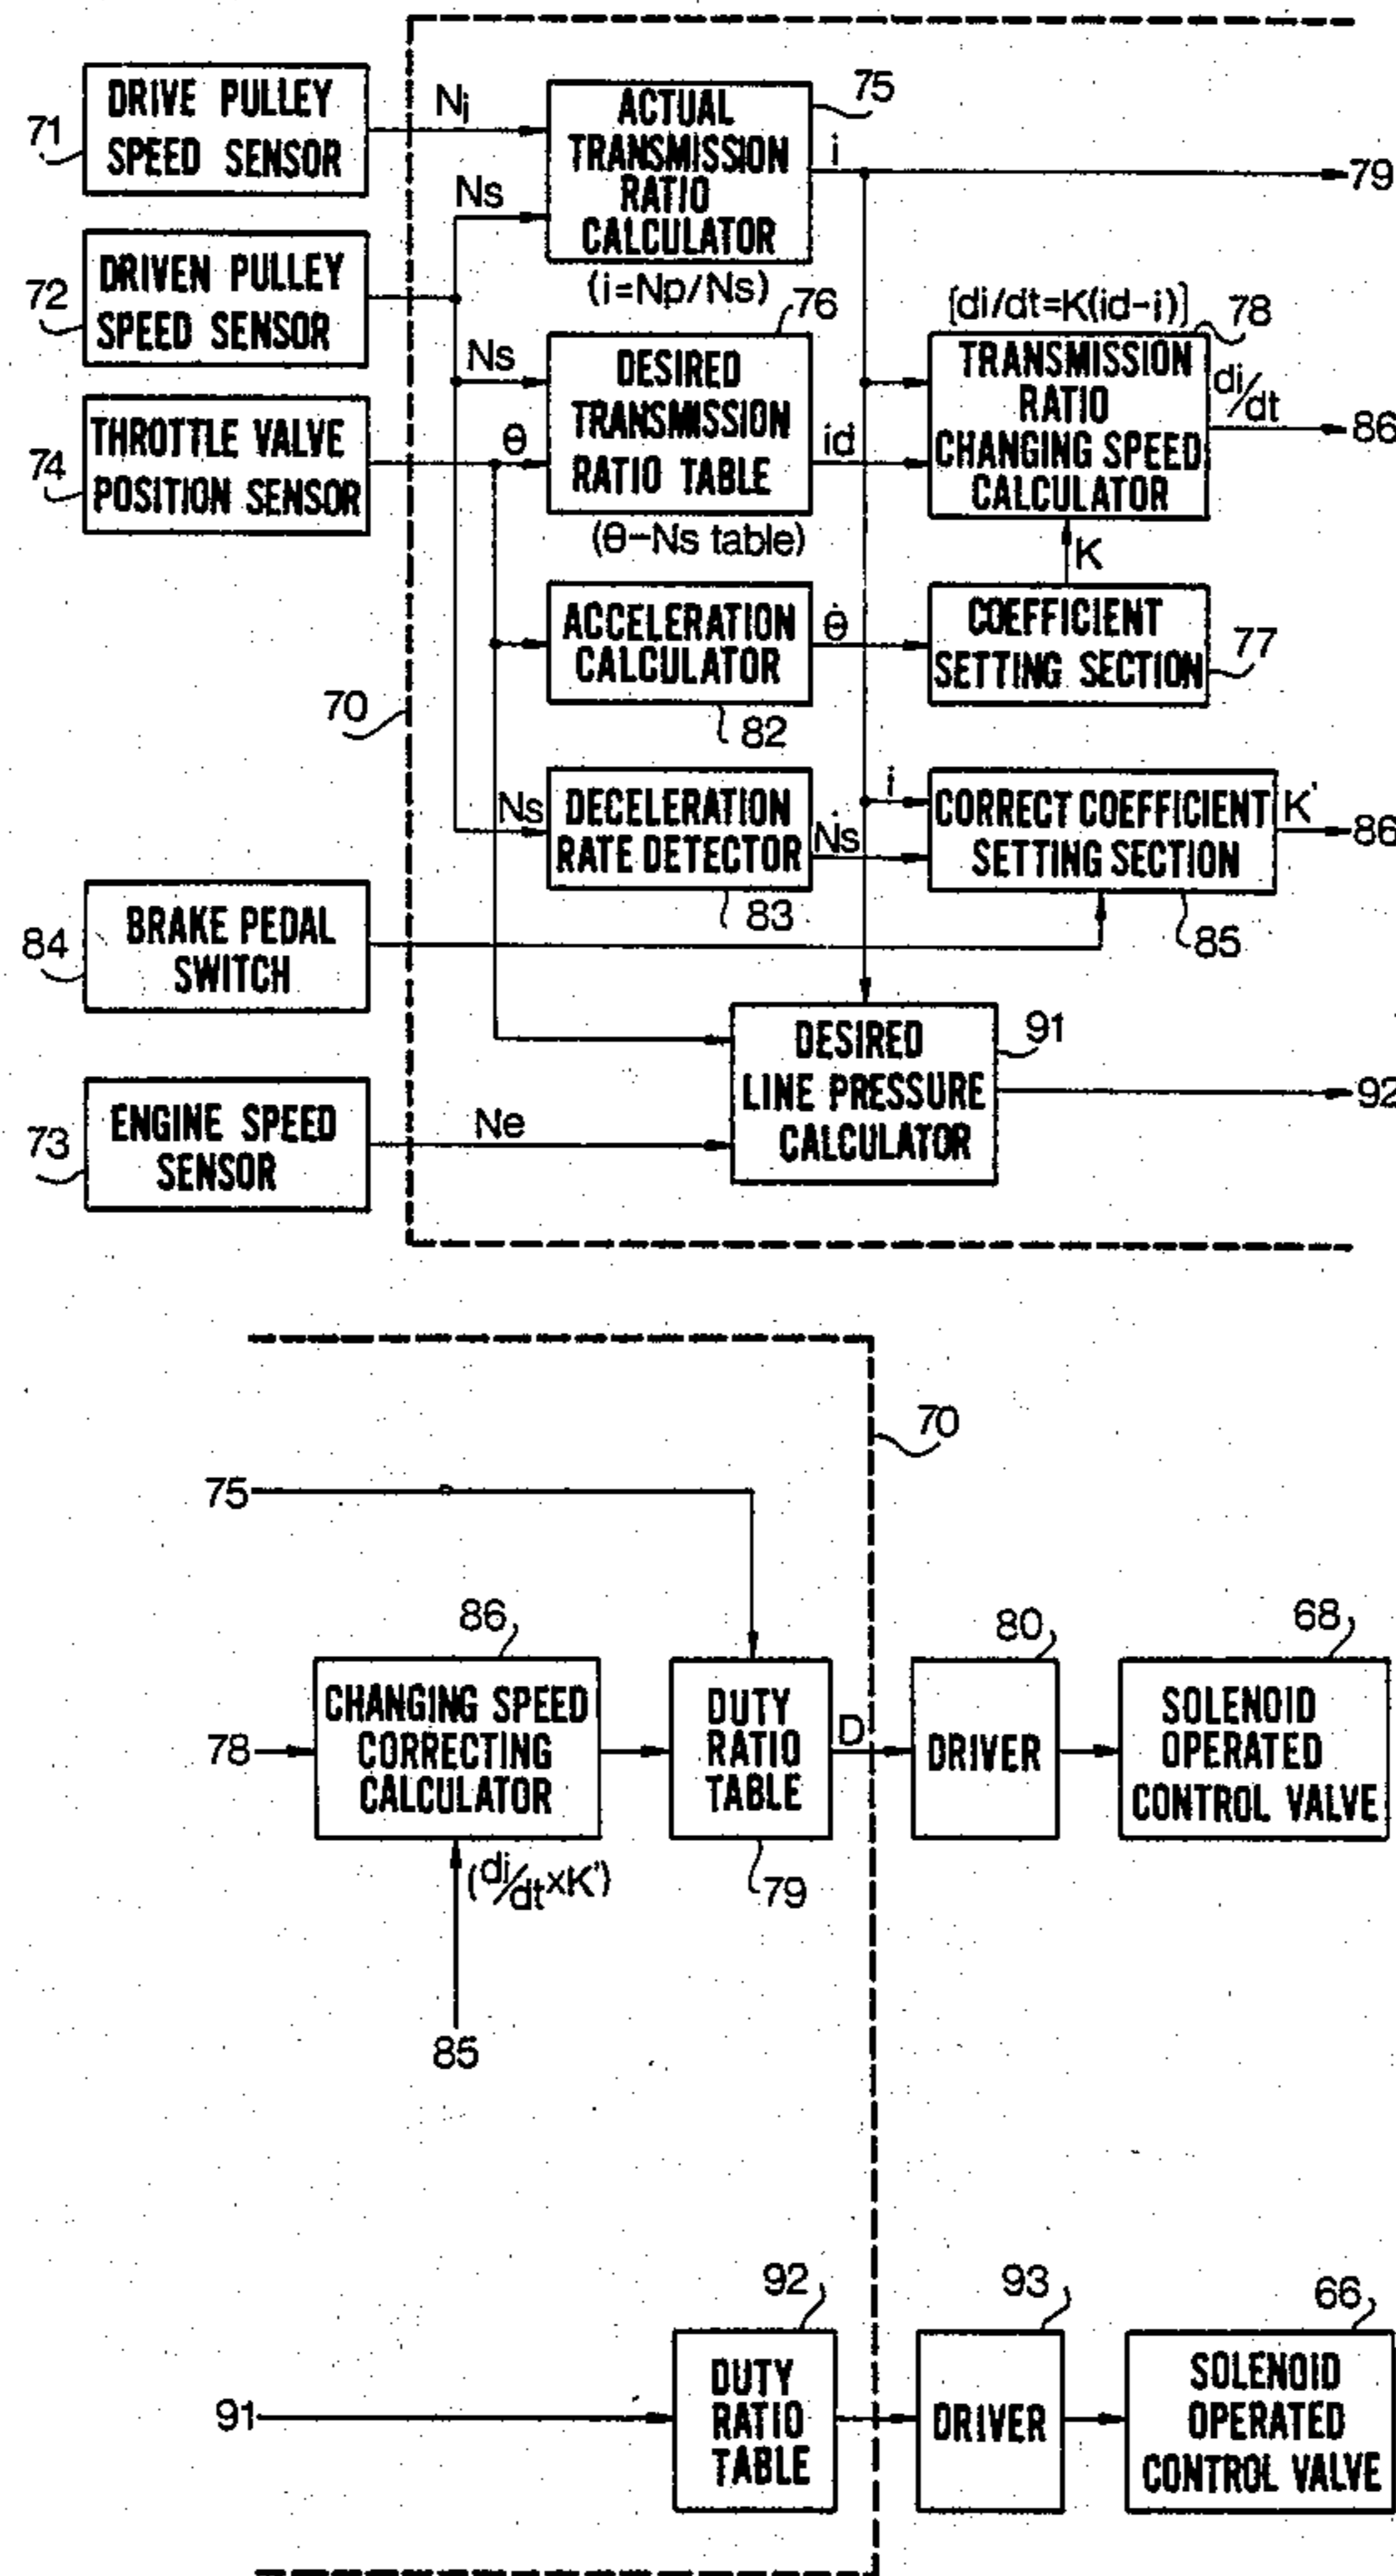 71
DRIVE PULLEY
SPEED SENSOR
Ni
ACTUAL
TRANSMISSION
RATIO
CALCULATOR
75
i
79
Ns
(i=Np/Ns)
72
DRIVEN PULLEY
SPEED SENSOR
76
[di/dt=K(id-i)]
78
Ns
DESIRED
TRANSMISSION
RATIO TABLE
TRANSMISSION
RATIO
CHANGING SPEED
CALCULATOR
di/dt
86
74
THROTTLE VALVE
POSITION SENSOR
θ
id
(θ-Ns table)
K
ACCELERATION
CALCULATOR
θ̇
COEFFICIENT
SETTING SECTION
77
70
82
Ns
DECELERATION
RATE DETECTOR
Ṅs
i
CORRECT COEFFICIENT
SETTING SECTION
K'
86
83
85
84
BRAKE PEDAL
SWITCH
DESIRED
LINE PRESSURE
CALCULATOR
91
92
73
ENGINE SPEED
SENSOR
Ne
70
75
86
80
68
78
CHANGING SPEED
CORRECTING
CALCULATOR
DUTY
RATIO
TABLE
D
DRIVER
SOLENOID
OPERATED
CONTROL VALVE
(di/dt×K')
79
85
92
93
66
91
DUTY
RATIO
TABLE
DRIVER
SOLENOID
OPERATED
CONTROL VALVE